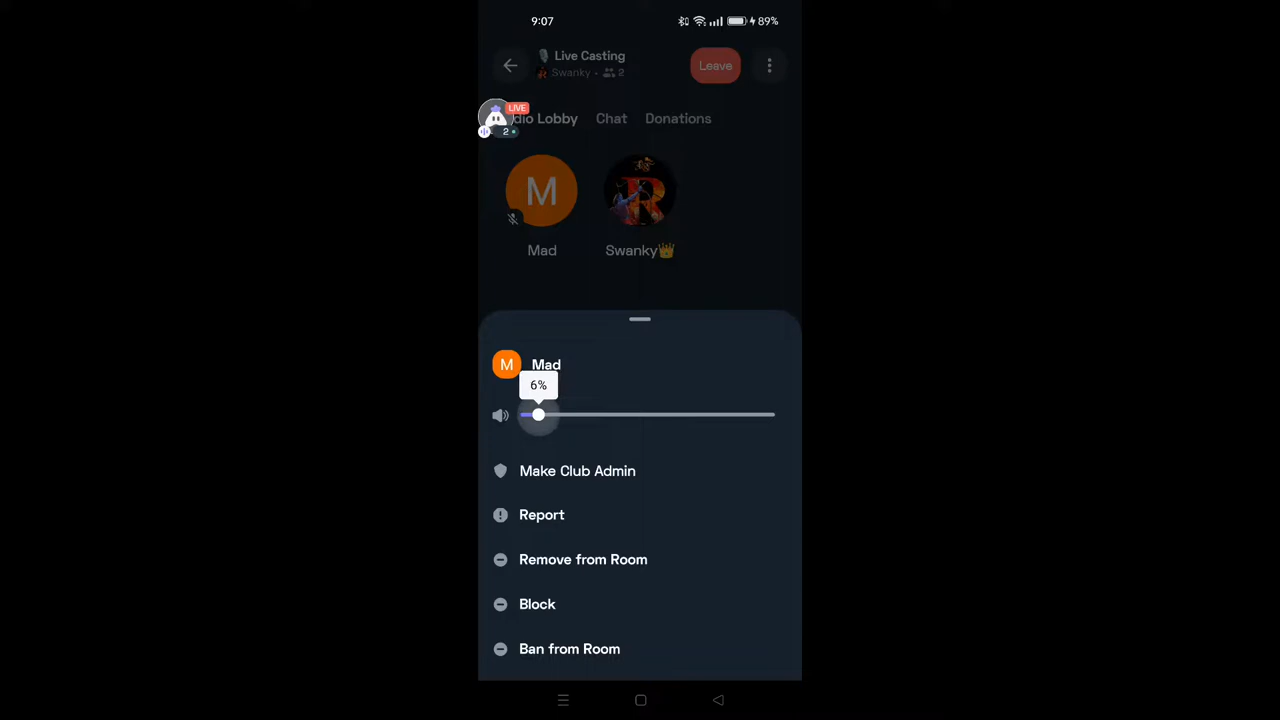 9:07
89%
🎙️ Live Casting
Leave
Swanky • 2
LIVE
dio Lobby
Chat
Donations
2
M
R
Mad
Swanky👑
M
Mad
6%
Make Club Admin
Report
Remove from Room
Block
Ban from Room